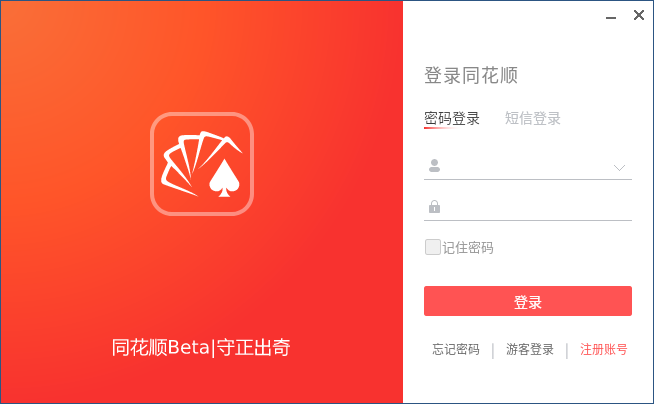 登录同花顺
密码登录 短信登录
记住密码
登录
忘记密码 | 游客登录 | 注册账号
同花顺Beta|守正出奇